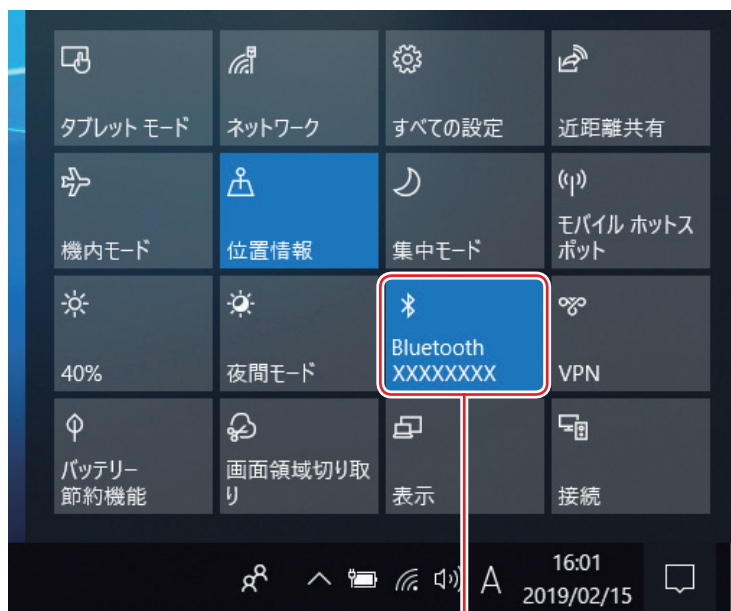 タブレット モード
ネットワーク
すべての設定
近距離共有
機内モード
位置情報
集中モード
モバイル ホットス
ポット
40%
夜間モード
Bluetooth
XXXXXXXX
VPN
バッテリー
節約機能
画面領域切り取
り
表示
接続
A
16:01
2019/02/15